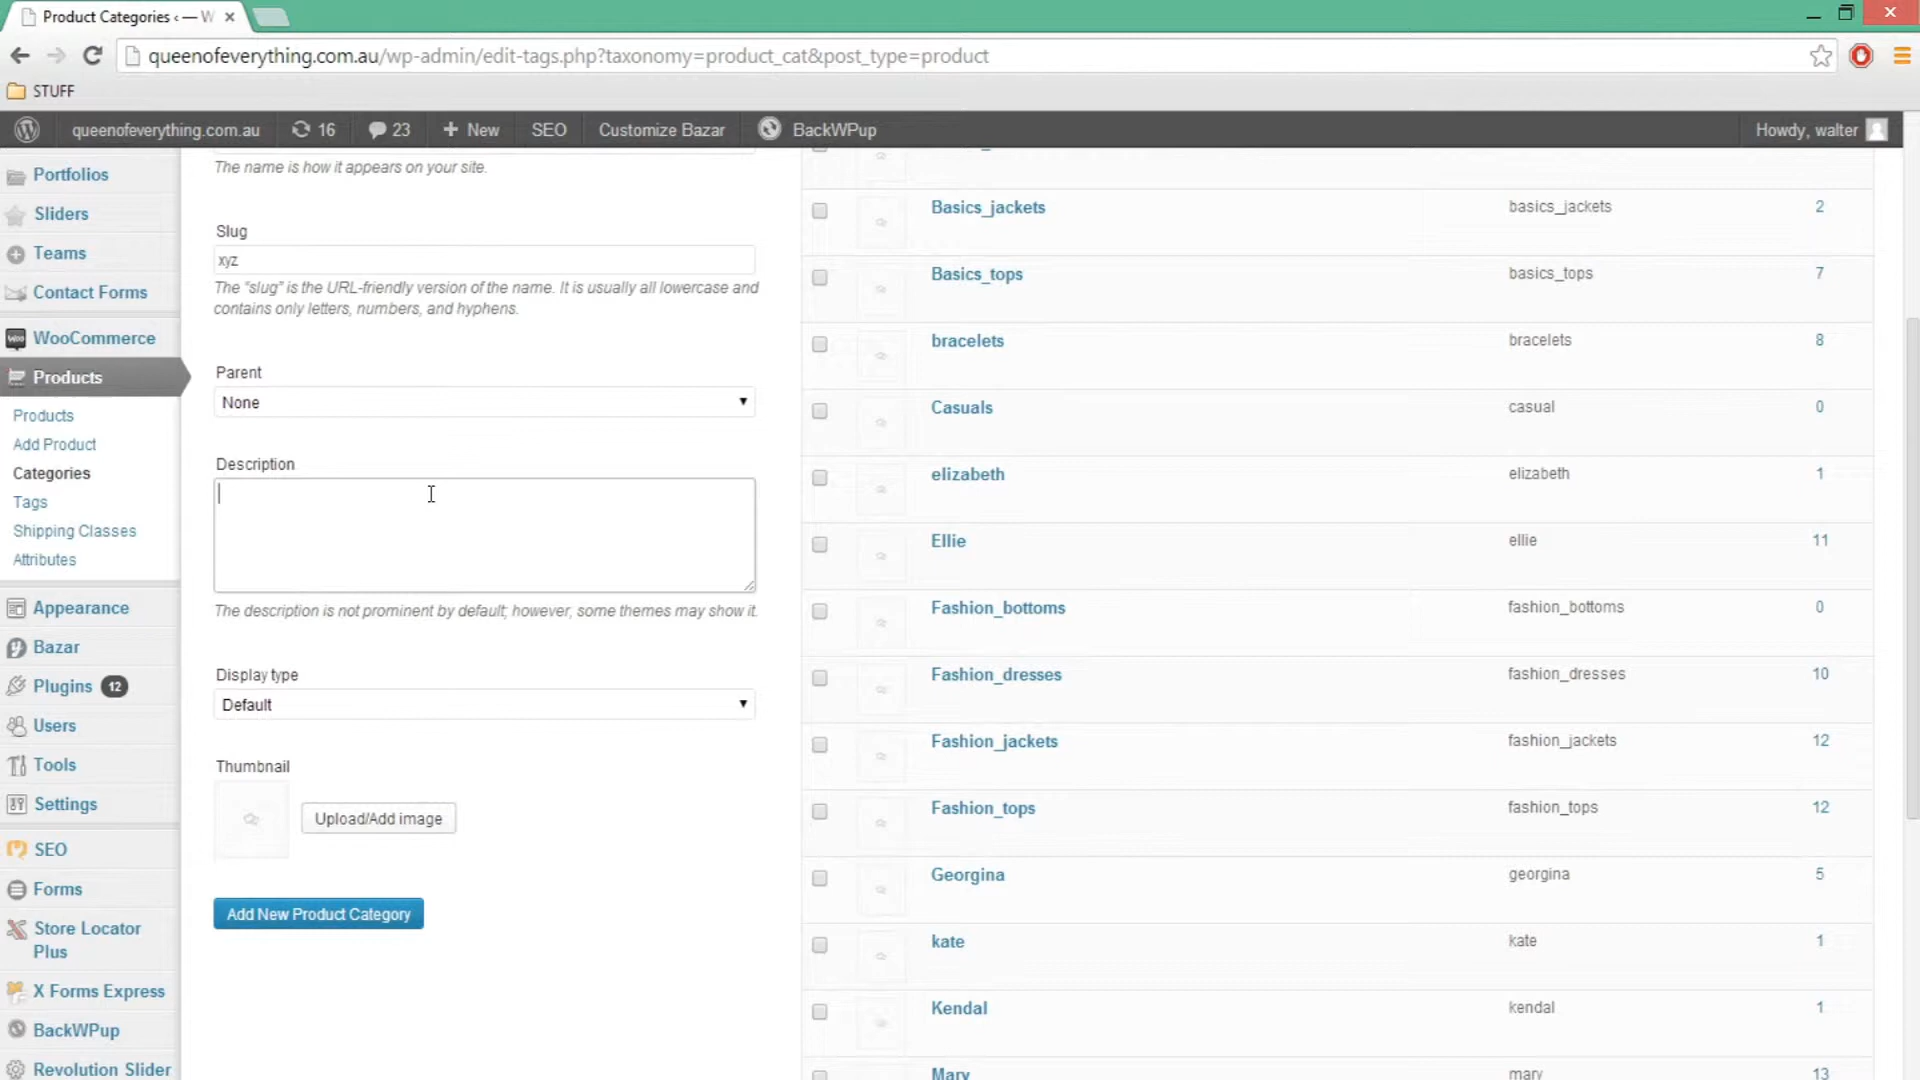 Product Categories ‹ — W
queenofeverything.com.au/wp-admin/edit-tags.php?taxonomy=product_cat&post_type=product
STUFF
queenofeverything.com.au 16 23 New SEO Customize Bazar BackWPup Howdy, walter
Portfolios
Sliders
Teams
Contact Forms
WooCommerce
Products
Products
Add Product
Categories
Tags
Shipping Classes
Attributes
Appearance
Bazar
Plugins 12
Users
Tools
Settings
SEO
Forms
Store Locator
Plus
X Forms Express
BackWPup
Revolution Slider
The name is how it appears on your site.
Slug
xyz
The “slug” is the URL-friendly version of the name. It is usually all lowercase and
contains only letters, numbers, and hyphens.
Parent
None
Description
The description is not prominent by default; however, some themes may show it.
Display type
Default
Thumbnail
Upload/Add image
Add New Product Category
Basics_jackets basics_jackets 2
Basics_tops basics_tops 7
bracelets bracelets 8
Casuals casual 0
elizabeth elizabeth 1
Ellie ellie 11
Fashion_bottoms fashion_bottoms 0
Fashion_dresses fashion_dresses 10
Fashion_jackets fashion_jackets 12
Fashion_tops fashion_tops 12
Georgina georgina 5
kate kate 1
Kendal kendal 1
Mary mary 13